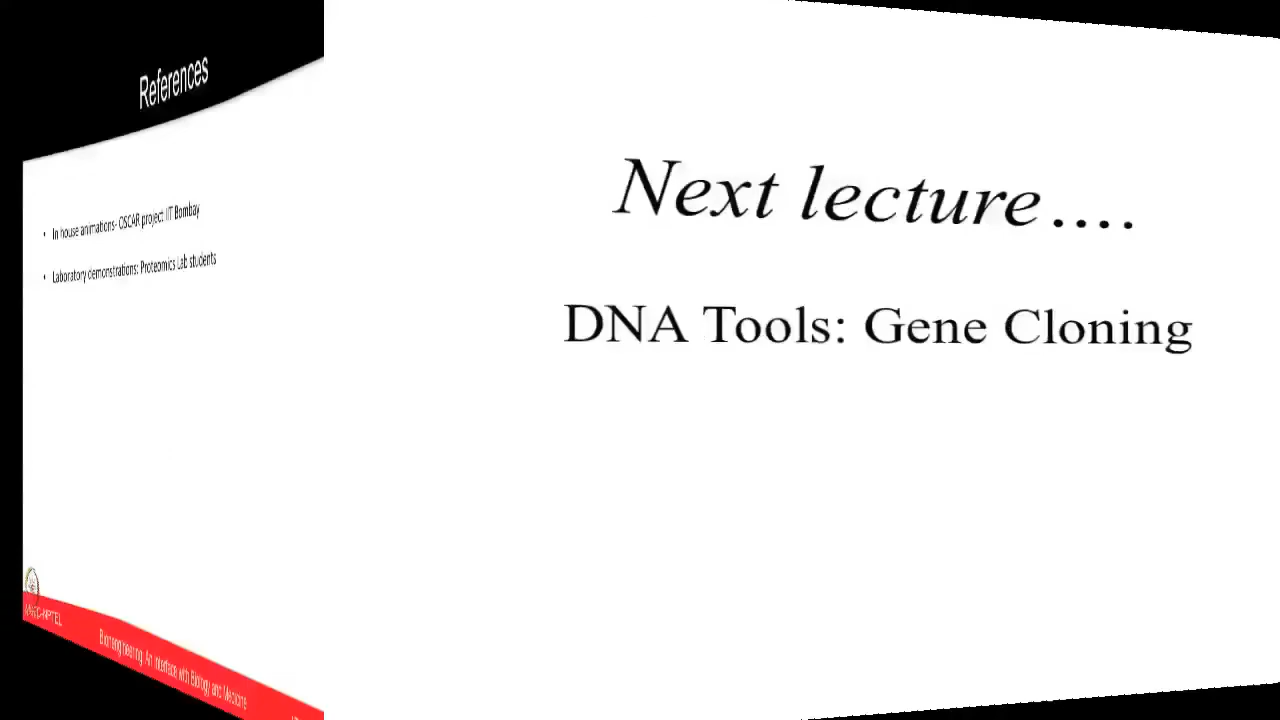 References
• In house animations- OSCAR project IIT Bombay
• Laboratory demonstrations: Proteomics Lab students
Bioengineering: An Interface with Biology and Medicine
Next lecture....
DNA Tools: Gene Cloning